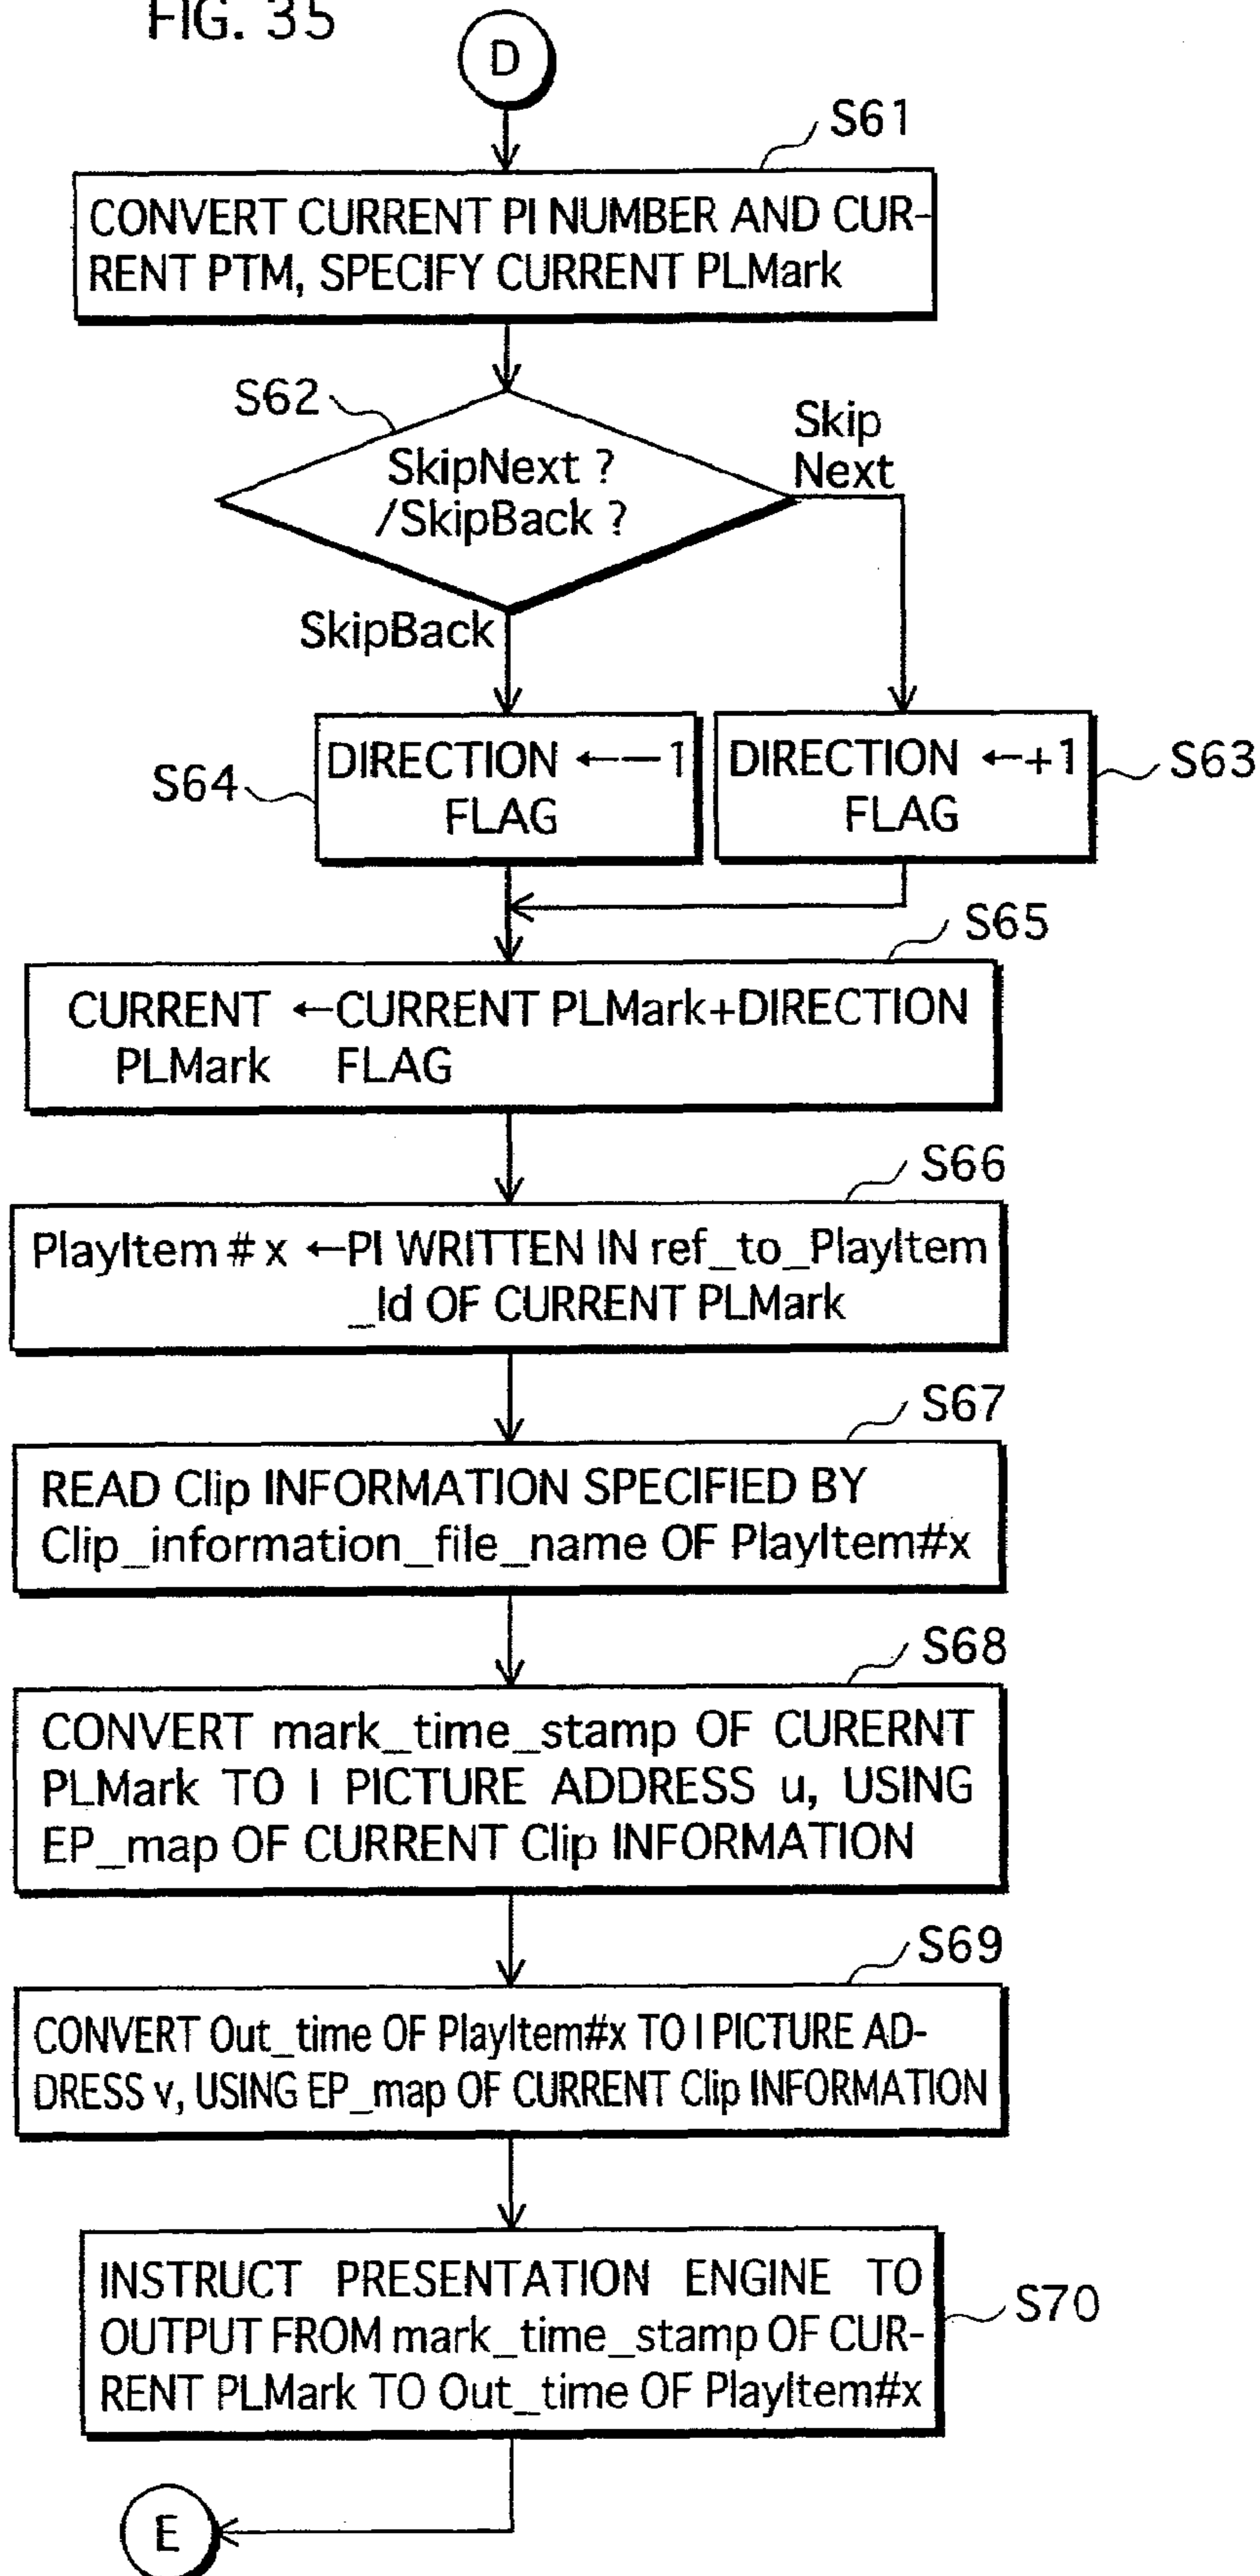 FIG. 35
D
S61
CONVERT CURRENT PI NUMBER AND CUR-
RENT PTM, SPECIFY CURRENT PLMark
S62
SkipNext ?
/SkipBack ?
Skip
Next
SkipBack
DIRECTION ←−1
FLAG
S64
DIRECTION ←+1
FLAG
S63
S65
CURRENT ←CURRENT PLMark+DIRECTION
PLMark FLAG
S66
PlayItem # x ←PI WRITTEN IN ref_to_PlayItem
_Id OF CURRENT PLMark
S67
READ Clip INFORMATION SPECIFIED BY
Clip_information_file_name OF PlayItem#x
S68
CONVERT mark_time_stamp OF CURERNT
PLMark TO I PICTURE ADDRESS u, USING
EP_map OF CURRENT Clip INFORMATION
S69
CONVERT Out_time OF PlayItem#x TO I PICTURE AD-
DRESS v, USING EP_map OF CURRENT Clip INFORMATION
INSTRUCT PRESENTATION ENGINE TO
OUTPUT FROM mark_time_stamp OF CUR-
RENT PLMark TO Out_time OF PlayItem#x
S70
E